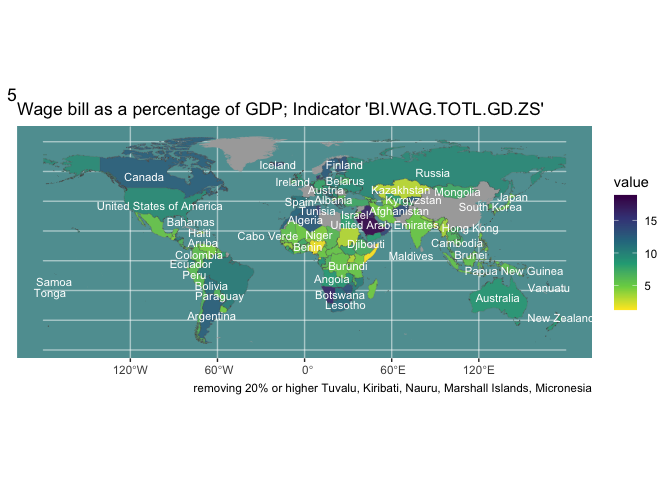 5
Wage bill as a percentage of GDP; Indicator 'BI.WAG.TOTL.GD.ZS'
Iceland
Finland
Canada
Ireland
Belarus
Russia
Austria
Kazakhstan
Mongolia
Spain
Albania
Kyrgyzstan
Japan
United States of America
Tunisia
Israel
Afghanistan
South Korea
Bahamas
Algeria
United Arab Emirates
Hong Kong
Haiti
Cabo Verde
Niger
Aruba
Benin
Djibouti
Cambodia
Colombia
Maldives
Brunei
Ecuador
Burundi
Papua New Guinea
Peru
Samoa
Bolivia
Angola
Vanuatu
Tonga
Paraguay
Botswana
Australia
Lesotho
Argentina
New Zealand
120°W 60°W 0° 60°E 120°E
removing 20% or higher Tuvalu, Kiribati, Nauru, Marshall Islands, Micronesia
value
15
10
5